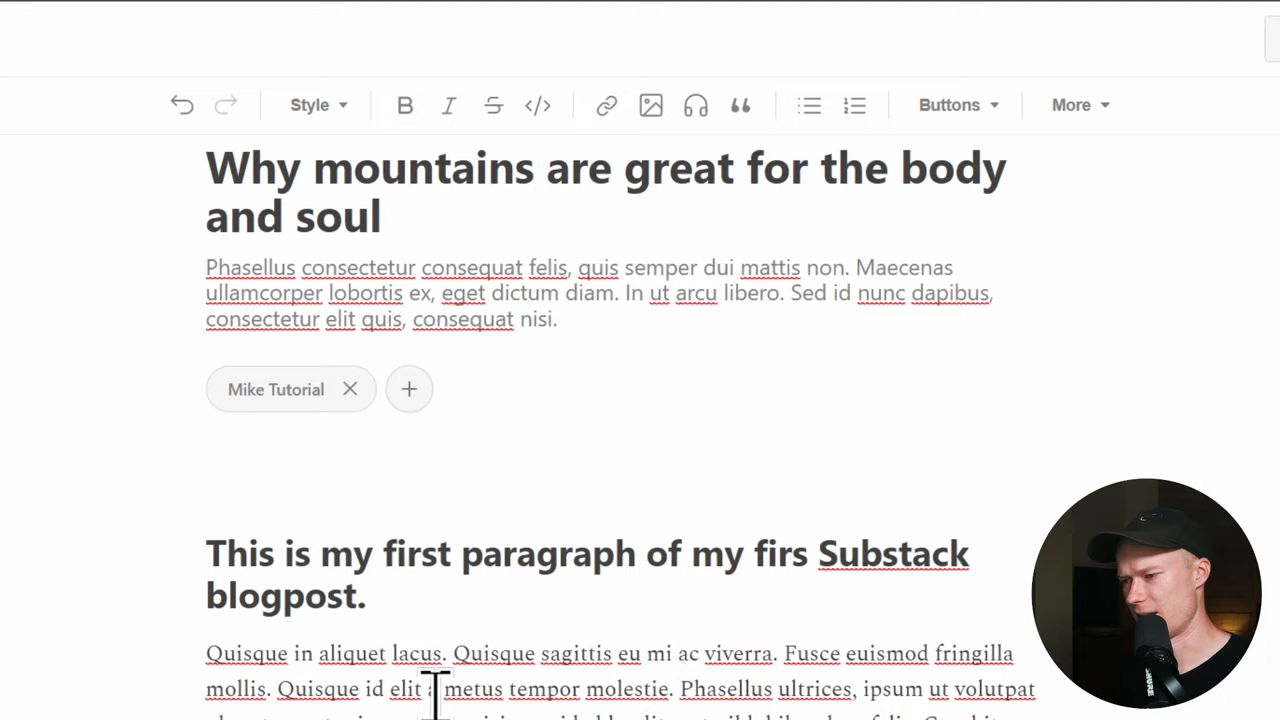 Style
Buttons
More
Why mountains are great for the body
and soul
Phasellus consectetur consequat felis, quis semper dui mattis non. Maecenas
ullamcorper lobortis ex, eget dictum diam. In ut arcu libero. Sed id nunc dapibus,
consectetur elit quis, consequat nisi.
Mike Tutorial
This is my first paragraph of my firs Substack
blogpost.
Quisque in aliquet lacus. Quisque sagittis eu mi ac viverra. Fusce euismod fringilla
mollis. Quisque id elit a metus tempor molestie. Phasellus ultrices, ipsum ut volutpat
SHURE